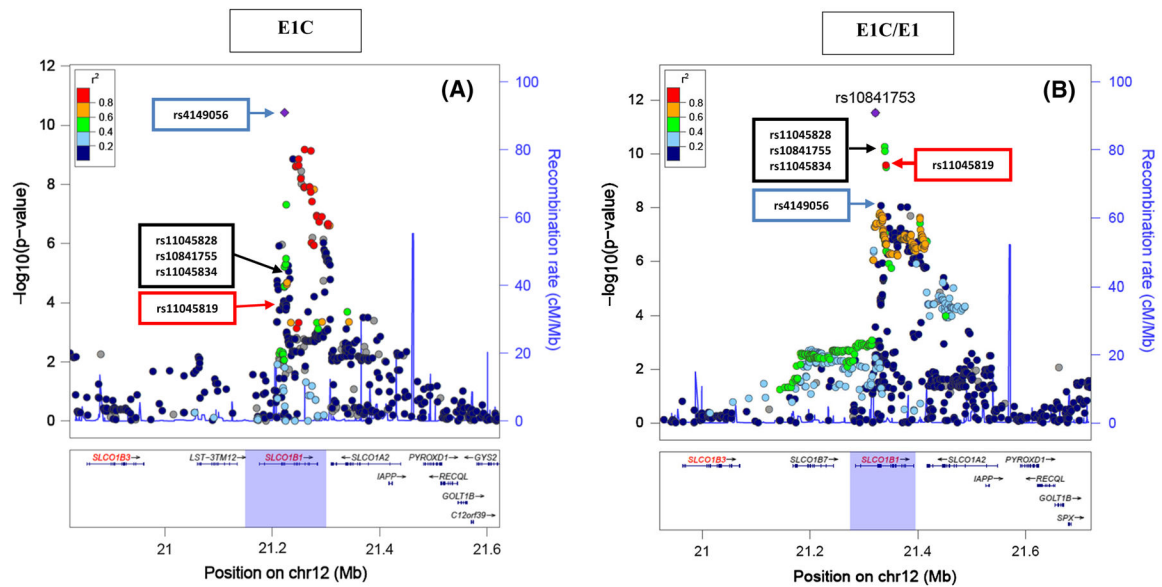 E1C
12
10
8
6
4
2
0
−log10(p−value)
r²
0.8
0.6
0.4
0.2
rs4149056
(A)
rs11045828
rs10841755
rs11045834
rs11045819
100
80
60
40
20
0
Recombination rate (cM/Mb)
SLCO1B3→
LST−3TM12→
SLCO1B1→
←SLCO1A2
PYROXD1→
←GYS2
IAPP→
←RECQL
GOLT1B→
C12orf39→
21
21.2
21.4
21.6
Position on chr12 (Mb)
E1C/E1
12
10
8
6
4
2
0
−log10(p−value)
r²
0.8
0.6
0.4
0.2
rs10841753
(B)
rs11045828
rs10841755
rs11045834
rs11045819
rs4149056
100
80
60
40
20
0
Recombination rate (cM/Mb)
SLCO1B3→
SLCO1B7→
SLCO1B1→
←SLCO1A2
PYROXD1→
IAPP→
←RECQL
GOLT1B→
SPX→
21
21.2
21.4
21.6
Position on chr12 (Mb)